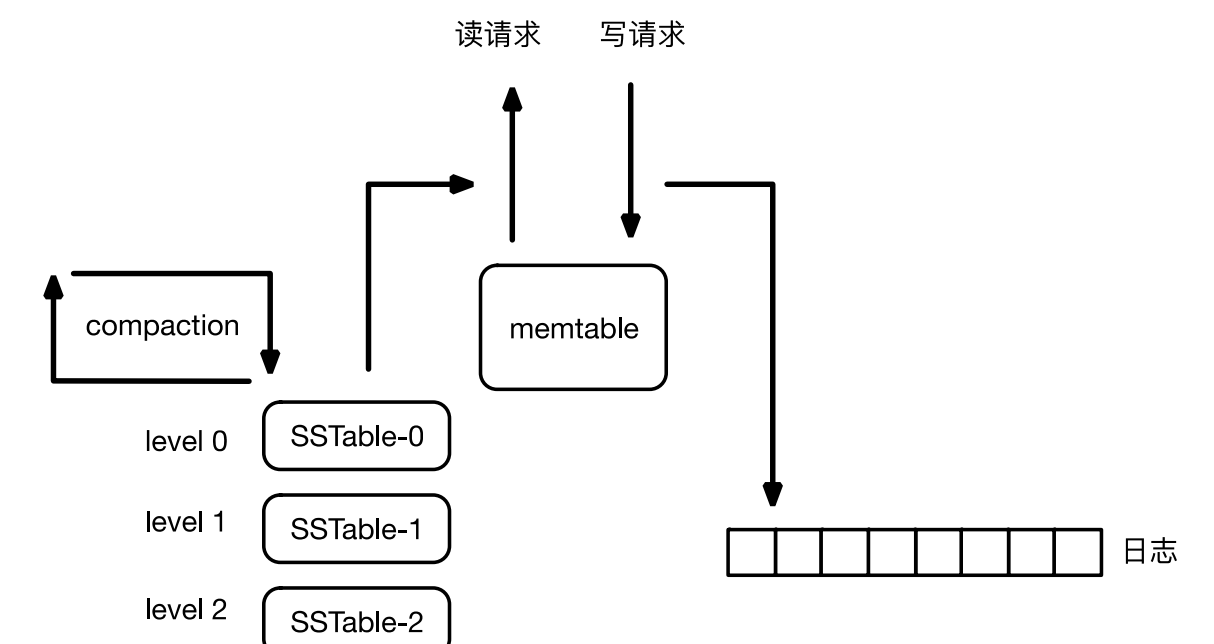 读请求
写请求
compaction
memtable
level 0
SSTable-0
level 1
SSTable-1
日志
level 2
SSTable-2